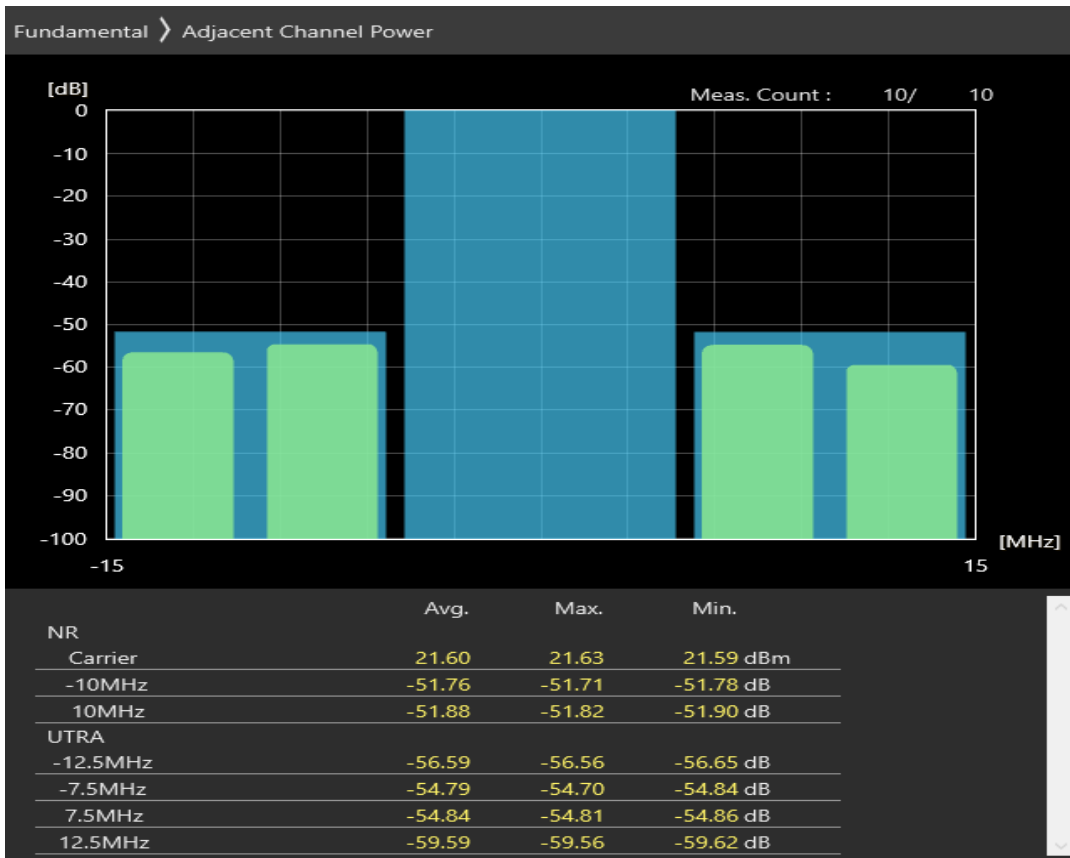 Fundamental ❭ Adjacent Channel Power
[dB]
Meas. Count : 10/ 10
0
-10
-20
-30
-40
-50
-60
-70
-80
-90
-100
[MHz]
-15 15
Avg. Max. Min.
NR
Carrier 21.60 21.63 21.59 dBm
-10MHz -51.76 -51.71 -51.78 dB
10MHz -51.88 -51.82 -51.90 dB
UTRA
-12.5MHz -56.59 -56.56 -56.65 dB
-7.5MHz -54.79 -54.70 -54.84 dB
7.5MHz -54.84 -54.81 -54.86 dB
12.5MHz -59.59 -59.56 -59.62 dB